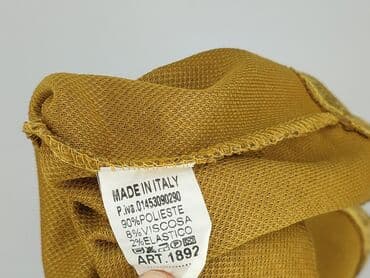 MADE IN ITALY
P.iva.01453090290
90%POLIESTE
8%VISCOSA
2%ELASTICO
ART.1892